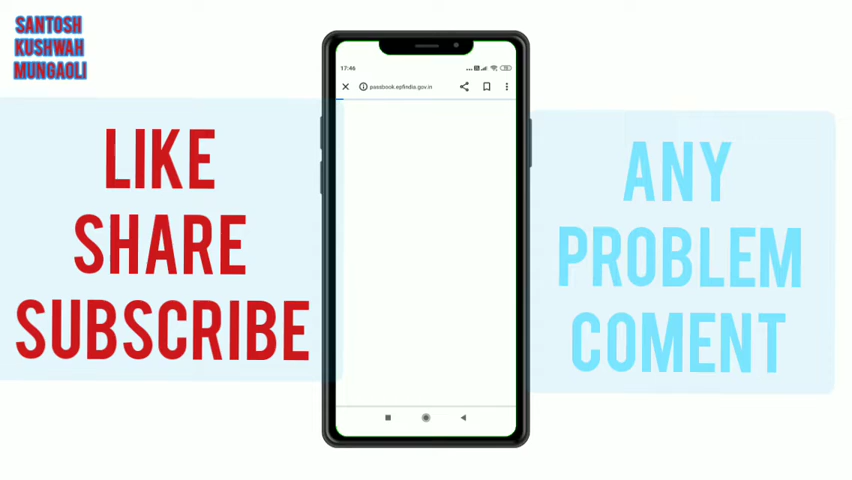 SANTOSH
KUSHWAH
MUNGAOLI
LIKE
SHARE
SUBSCRIBE
17:46
passbook.epfindia.gov.in
ANY
PROBLEM
COMENT